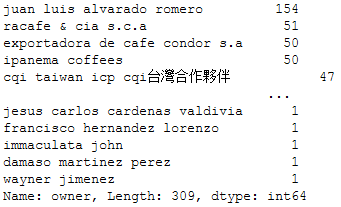 juan luis alvarado romero 154
racafe & cia s.c.a 51
exportadora de cafe condor s.a 50
ipanema coffees 50
cqi taiwan icp cqi台灣合作夥伴 47
...
jesus carlos cardenas valdivia 1
francisco hernandez lorenzo 1
immaculata john 1
damaso martinez perez 1
wayner jimenez 1
Name: owner, Length: 309, dtype: int64